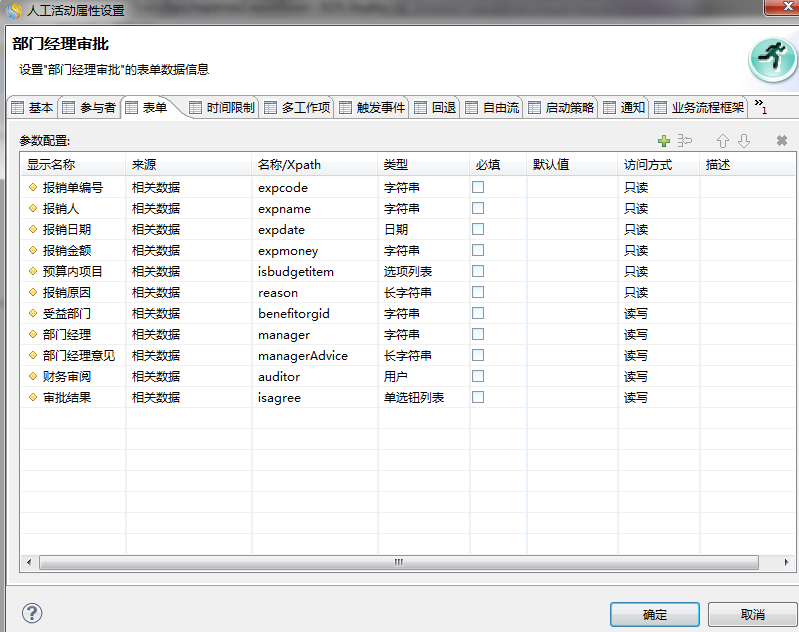 人工活动属性设置
部门经理审批
设置"部门经理审批"的表单数据信息
基本 参与者 表单 时间限制 多工作项 触发事件 回退 自由流 启动策略 通知 业务流程框架 »1
参数配置:
显示名称 来源 名称/Xpath 类型 必填 默认值 访问方式 描述
报销单编号 相关数据 expcode 字符串 只读
报销人 相关数据 expname 字符串 只读
报销日期 相关数据 expdate 日期 只读
报销金额 相关数据 expmoney 字符串 只读
预算内项目 相关数据 isbudgetitem 选项列表 只读
报销原因 相关数据 reason 长字符串 只读
受益部门 相关数据 benefitorgid 字符串 读写
部门经理 相关数据 manager 字符串 读写
部门经理意见 相关数据 managerAdvice 长字符串 读写
财务审阅 相关数据 auditor 用户 读写
审批结果 相关数据 isagree 单选钮列表 读写
? 确定 取消